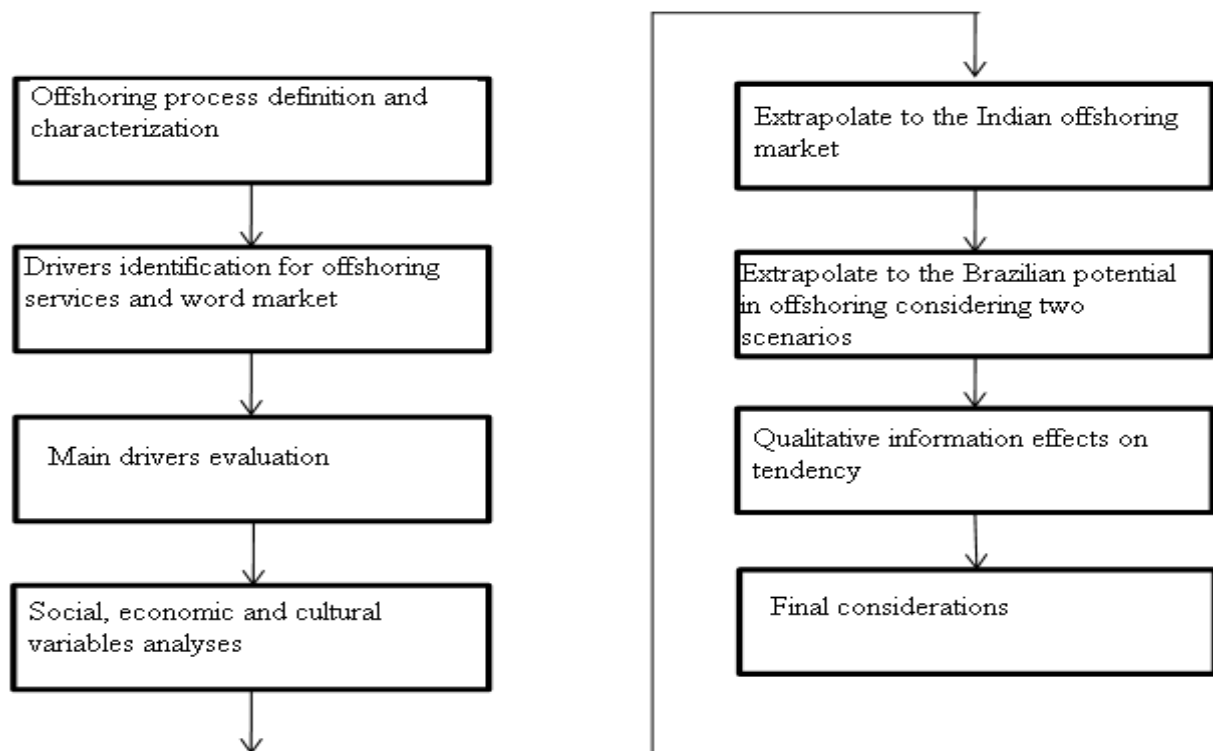 Offshoring process definition and
characterization
Drivers identification for offshoring
services and word market
Main drivers evaluation
Social, economic and cultural
variables analyses
Extrapolate to the Indian offshoring
market
Extrapolate to the Brazilian potential
in offshoring considering two
scenarios
Qualitative information effects on
tendency
Final considerations